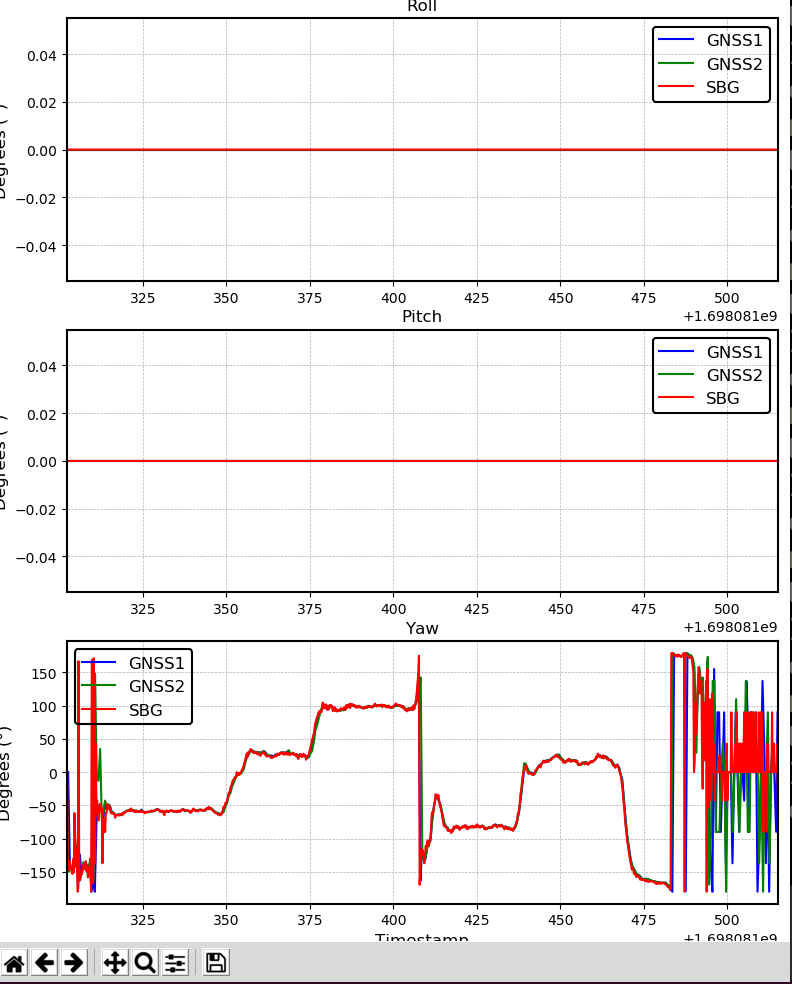 Roll
0.04
0.02
0.00
−0.02
−0.04
GNSS1
GNSS2
SBG
Degrees (°)
325 350 375 400 425 450 475 500
+1.698081e9
Pitch
0.04
0.02
0.00
−0.02
−0.04
GNSS1
GNSS2
SBG
Degrees (°)
325 350 375 400 425 450 475 500
+1.698081e9
Yaw
150
100
50
0
−50
−100
−150
GNSS1
GNSS2
SBG
Degrees (°)
325 350 375 400 425 450 475 500
Timestamp
+1.698081e9